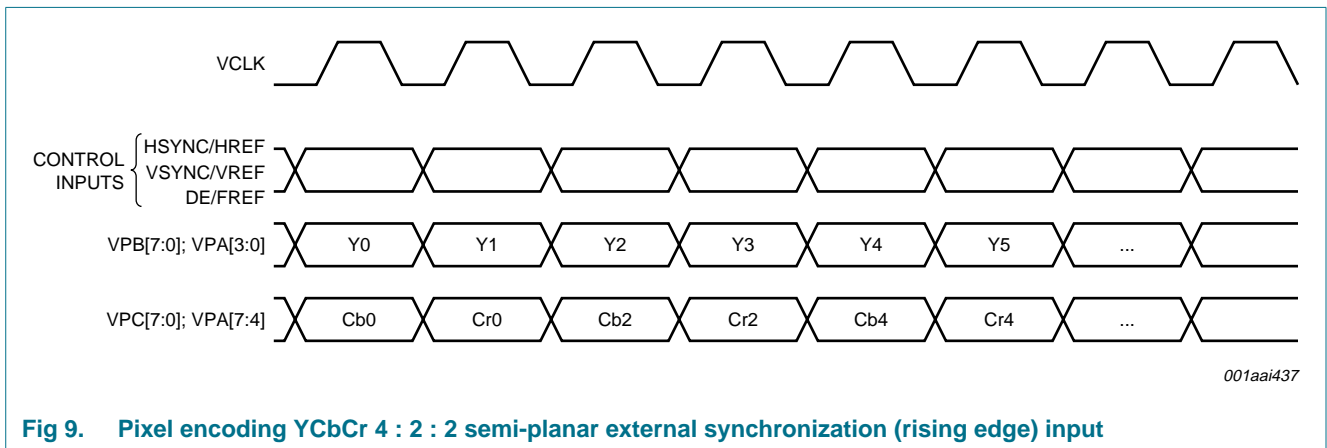 VCLK
CONTROL
INPUTS
HSYNC/HREF
VSYNC/VREF
DE/FREF
VPB[7:0]; VPA[3:0] Y0 Y1 Y2 Y3 Y4 Y5 ...
VPC[7:0]; VPA[7:4] Cb0 Cr0 Cb2 Cr2 Cb4 Cr4 ...
001aai437
Fig 9. Pixel encoding YCbCr 4 : 2 : 2 semi-planar external synchronization (rising edge) input